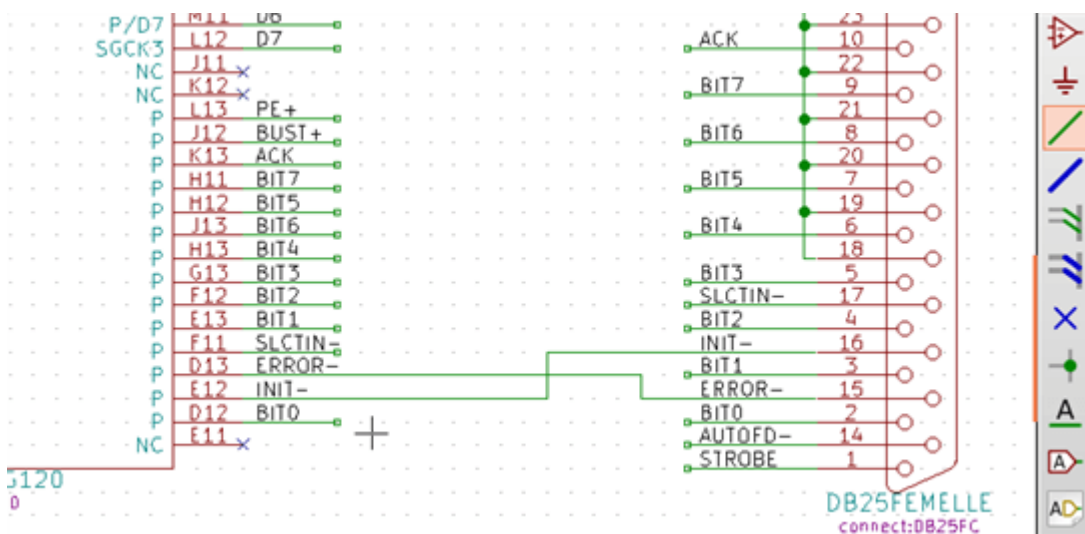 P/D7 M11 D6
SGCK3 L12 D7
NC J11
NC K12
P L13 PE+
P J12 BUST+
P K13 ACK
P H11 BIT7
P H12 BIT5
P J13 BIT6
P H13 BIT4
P G13 BIT3
P F12 BIT2
P E13 BIT1
P F11 SLCTIN-
P D13 ERROR-
P E12 INIT-
P D12 BIT0
NC E11
G120
23
ACK 10
22
BIT7 9
21
BIT6 8
20
BIT5 7
19
BIT4 6
18
BIT3 5
SLCTIN- 17
BIT2 4
INIT- 16
BIT1 3
ERROR- 15
BIT0 2
AUTOFD- 14
STROBE 1
DB25FEMELLE
connect:DB25FC
A
A
AD